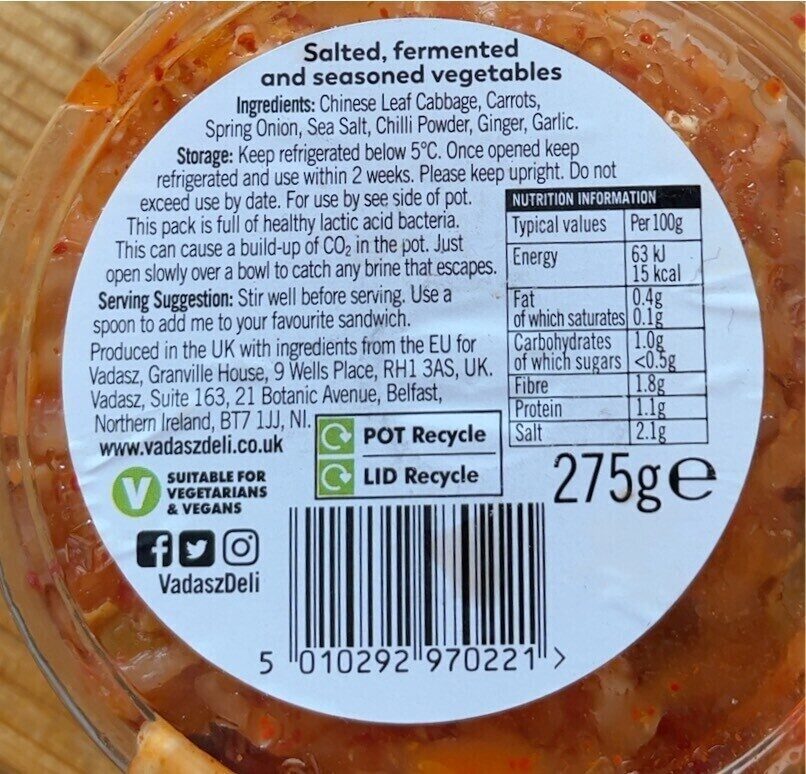 Salted, fermented
and seasoned vegetables
Ingredients: Chinese Leaf Cabbage, Carrots,
Spring Onion, Sea Salt, Chilli Powder, Ginger, Garlic.
Storage: Keep refrigerated below 5°C. Once opened keep
refrigerated and use within 2 weeks. Please keep upright. Do not
exceed use by date. For use by see side of pot.
This pack is full of healthy lactic acid bacteria.
This can cause a build-up of CO₂ in the pot. Just
open slowly over a bowl to catch any brine that escapes.
Serving Suggestion: Stir well before serving. Use a
spoon to add me to your favourite sandwich.
Produced in the UK with ingredients from the EU for
Vadasz, Granville House, 9 Wells Place, RH1 3AS, UK.
Vadasz, Suite 163, 21 Botanic Avenue, Belfast,
Northern Ireland, BT7 1JJ, NI.
www.vadaszdeli.co.uk
NUTRITION INFORMATION
Typical values Per 100g
Energy 63 kJ
15 kcal
Fat 0.4g
of which saturates 0.1g
Carbohydrates 1.0g
of which sugars <0.5g
Fibre 1.8g
Protein 1.1g
Salt 2.1g
POT Recycle
LID Recycle
275g e
V
SUITABLE FOR
VEGETARIANS
& VEGANS
VadaszDeli
5 010292 970221 >